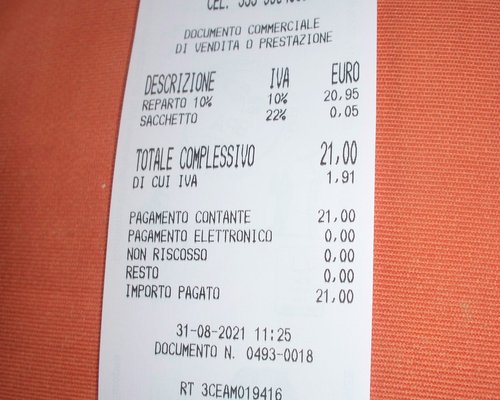 CEL.
DOCUMENTO COMMERCIALE
DI VENDITA O PRESTAZIONE
DESCRIZIONE IVA EURO
REPARTO 10% 10% 20,95
SACCHETTO 22% 0,05
TOTALE COMPLESSIVO 21,00
DI CUI IVA 1,91
PAGAMENTO CONTANTE 21,00
PAGAMENTO ELETTRONICO 0,00
NON RISCOSSO 0,00
RESTO 0,00
IMPORTO PAGATO 21,00
31-08-2021 11:25
DOCUMENTO N. 0493-0018
RT 3CEAM019416